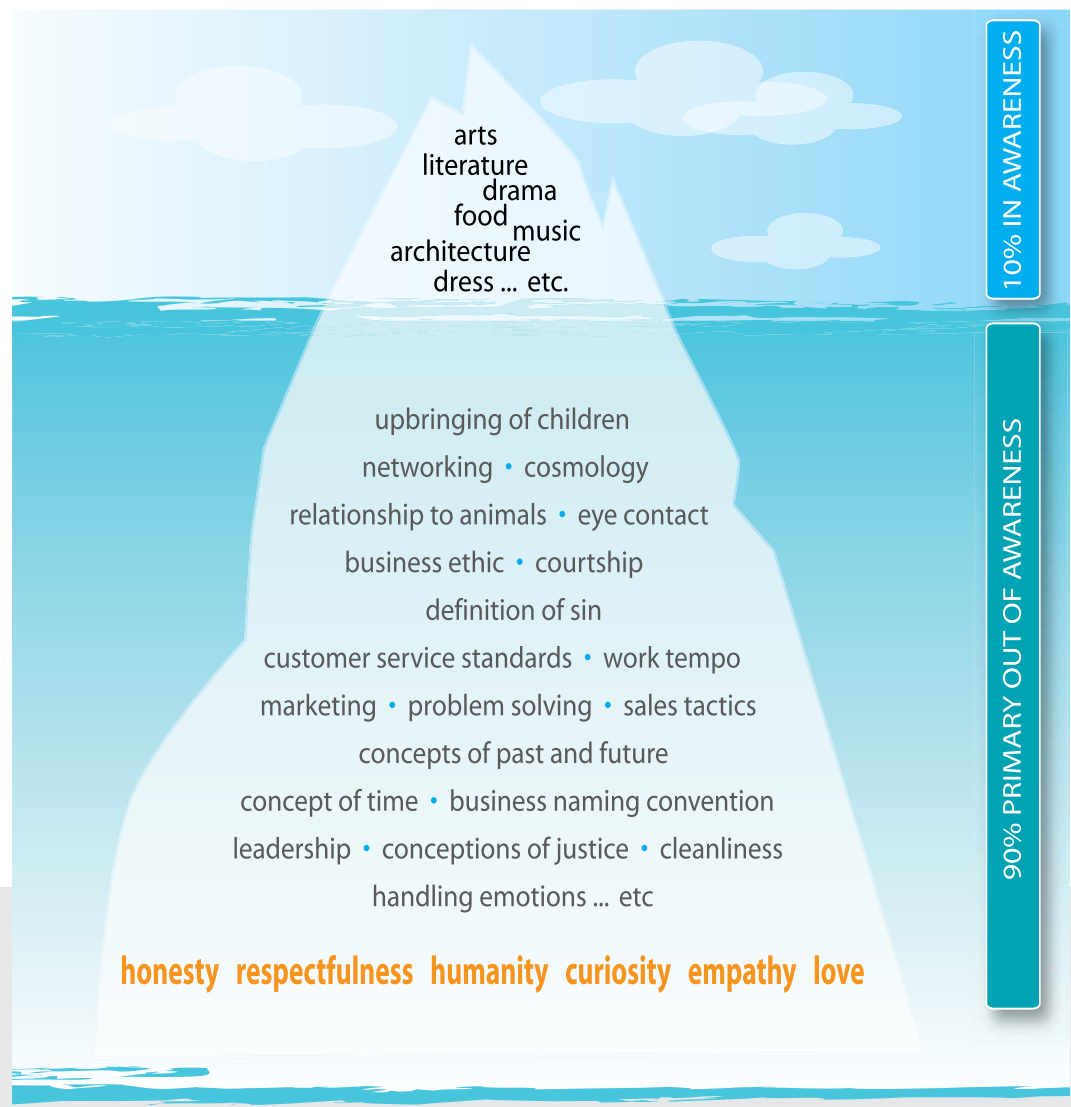 arts
literature
drama
food
music
architecture
dress ... etc.
10% IN AWARENESS
upbringing of children
networking • cosmology
relationship to animals • eye contact
business ethic • courtship
definition of sin
customer service standards • work tempo
marketing • problem solving • sales tactics
concepts of past and future
concept of time • business naming convention
leadership • conceptions of justice • cleanliness
handling emotions ... etc
honesty respectfulness humanity curiosity empathy love
90% PRIMARY OUT OF AWARENESS